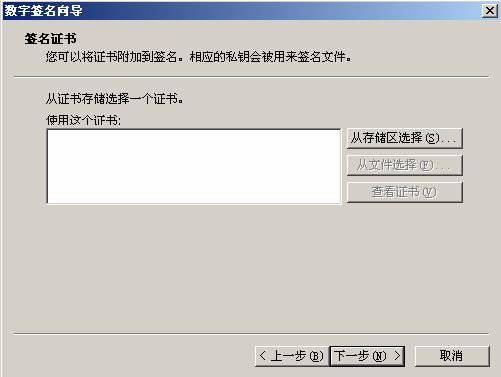 数字签名向导
签名证书
您可以将证书附加到签名。相应的私钥会被用来签名文件。
从证书存储选择一个证书。
使用这个证书:
从存储区选择(S)...
从文件选择(F)...
查看证书(V)
< 上一步(B)
下一步(N) >
取消